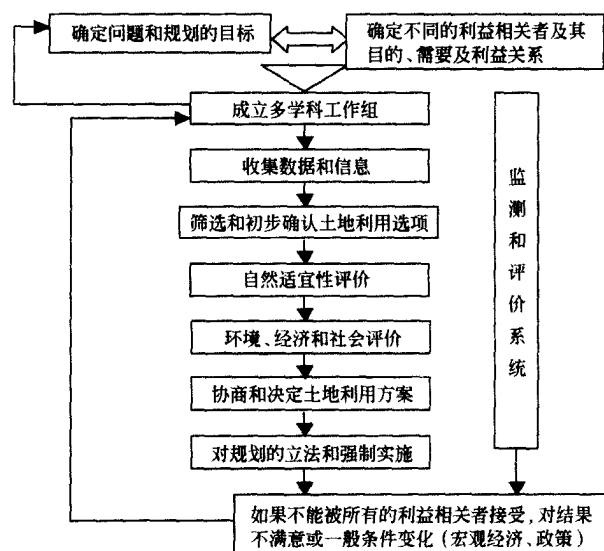 确定问题和规划的目标
确定不同的利益相关者及其
目的、需要及利益关系
成立多学科工作组
收集数据和信息
筛选和初步确认土地利用选项
自然适宜性评价
环境、经济和社会评价
协商和决定土地利用方案
对规划的立法和强制实施
监测和评价系统
如果不能被所有的利益相关者接受，对结果
不满意或一般条件变化（宏观经济、政策）